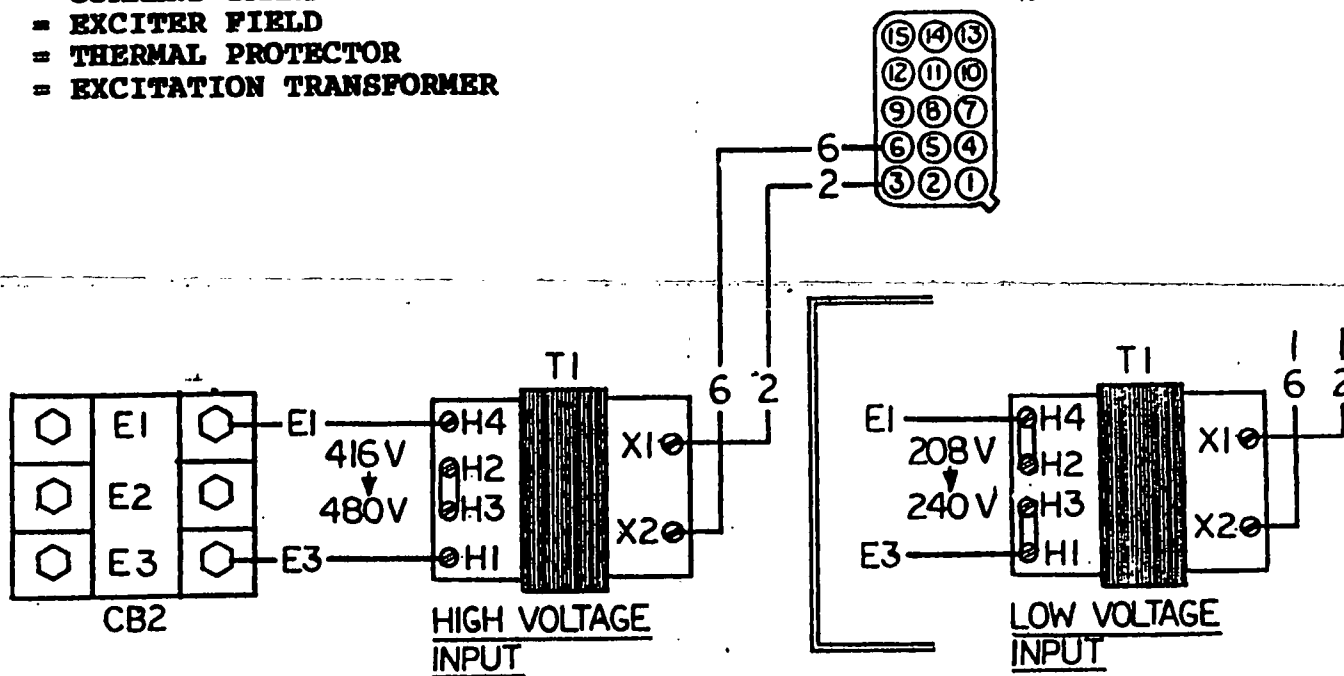 = EXCITER FIELD
= THERMAL PROTECTOR
= EXCITATION TRANSFORMER
15 14 13
12 11 10
9 8 7
6 6 5 4
2 3 2 1
T1
6 2
E1 E1 H4
416V
H2
X1
E2
480V
H3
X2
E3 E3 H1
CB2
HIGH VOLTAGE
INPUT
T1
6 2
E1 H4
208V
H2
X1
240V
H3
X2
E3 H1
LOW VOLTAGE
INPUT